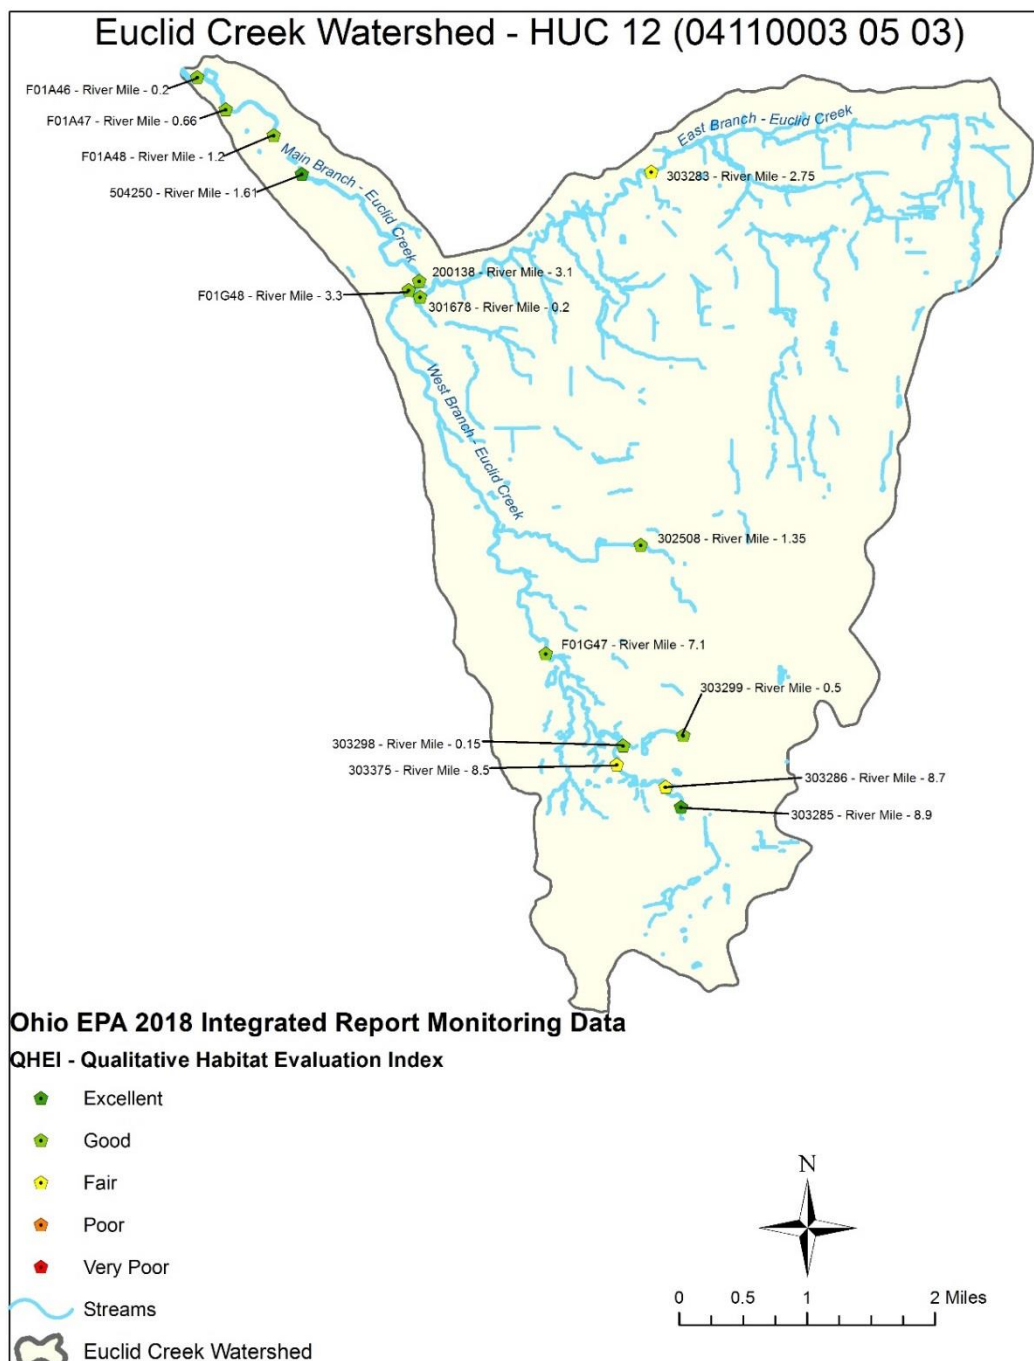 Euclid Creek Watershed - HUC 12 (04110003 05 03)
F01A46 - River Mile - 0.2
F01A47 - River Mile - 0.66
F01A48 - River Mile - 1.2
504250 - River Mile - 1.61
Main Branch - Euclid Creek
East Branch - Euclid Creek
303283 - River Mile - 2.75
200138 - River Mile - 3.1
F01G48 - River Mile - 3.3
301678 - River Mile - 0.2
West Branch - Euclid Creek
302508 - River Mile - 1.35
F01G47 - River Mile - 7.1
303299 - River Mile - 0.5
303298 - River Mile - 0.15
303375 - River Mile - 8.5
303286 - River Mile - 8.7
303285 - River Mile - 8.9
Ohio EPA 2018 Integrated Report Monitoring Data
QHEI - Qualitative Habitat Evaluation Index
Excellent
Good
Fair
Poor
Very Poor
Streams
Euclid Creek Watershed
N
0 0.5 1 2 Miles